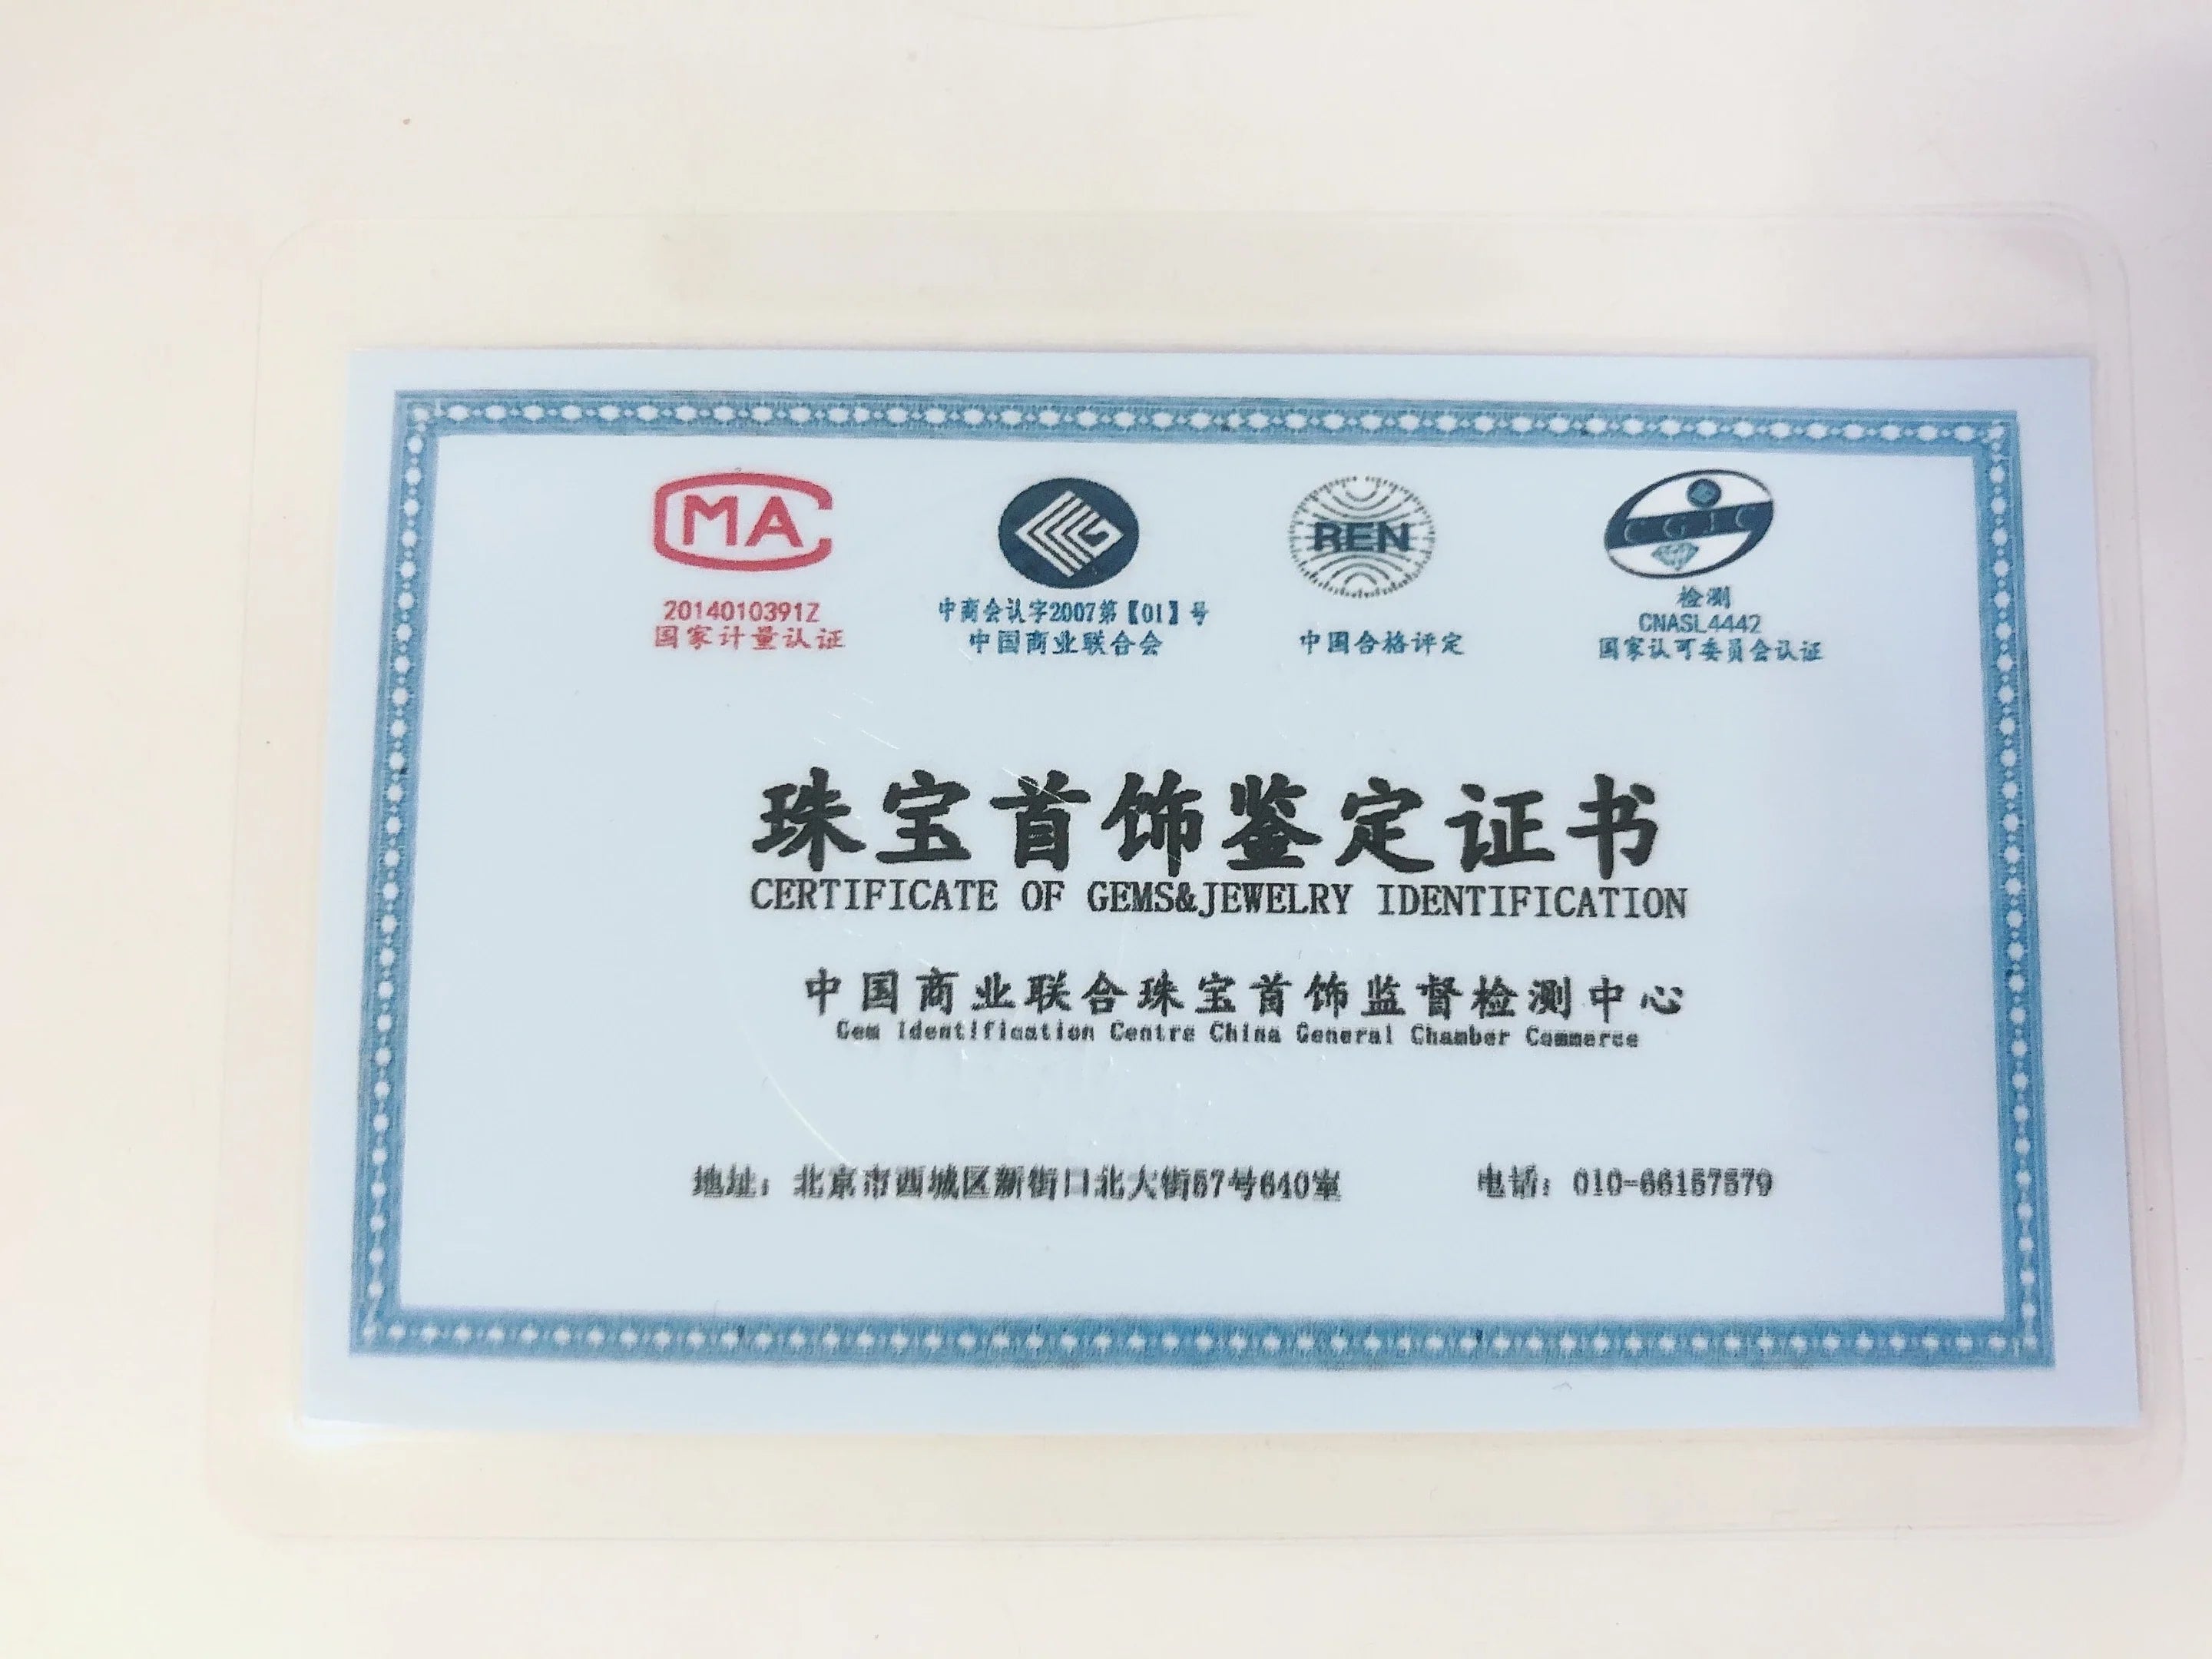 MA
REN
CGIC
2014010391Z
国家计量认证
中商会认字2007第【01】号
中国商业联合会
中国合格评定
检测
CNASL4442
国家认可委员会认证
珠宝首饰鉴定证书
CERTIFICATE OF GEMS&JEWELRY IDENTIFICATION
中国商业联合珠宝首饰监督检测中心
Gem Identification Centre China General Chamber Commerce
地址：北京市西城区新街口北大街57号640室
电话：010-66157579